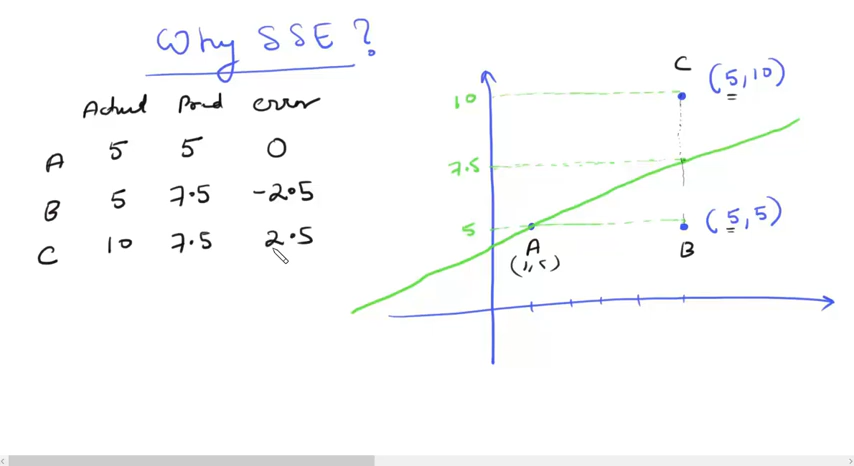 Why SSE?
Actual Pred error
A 5 5 0
B 5 7.5 -2.5
C 10 7.5 2.5
C (5, 10)
10
7.5
5
A
(1, 5)
(5, 5)
B